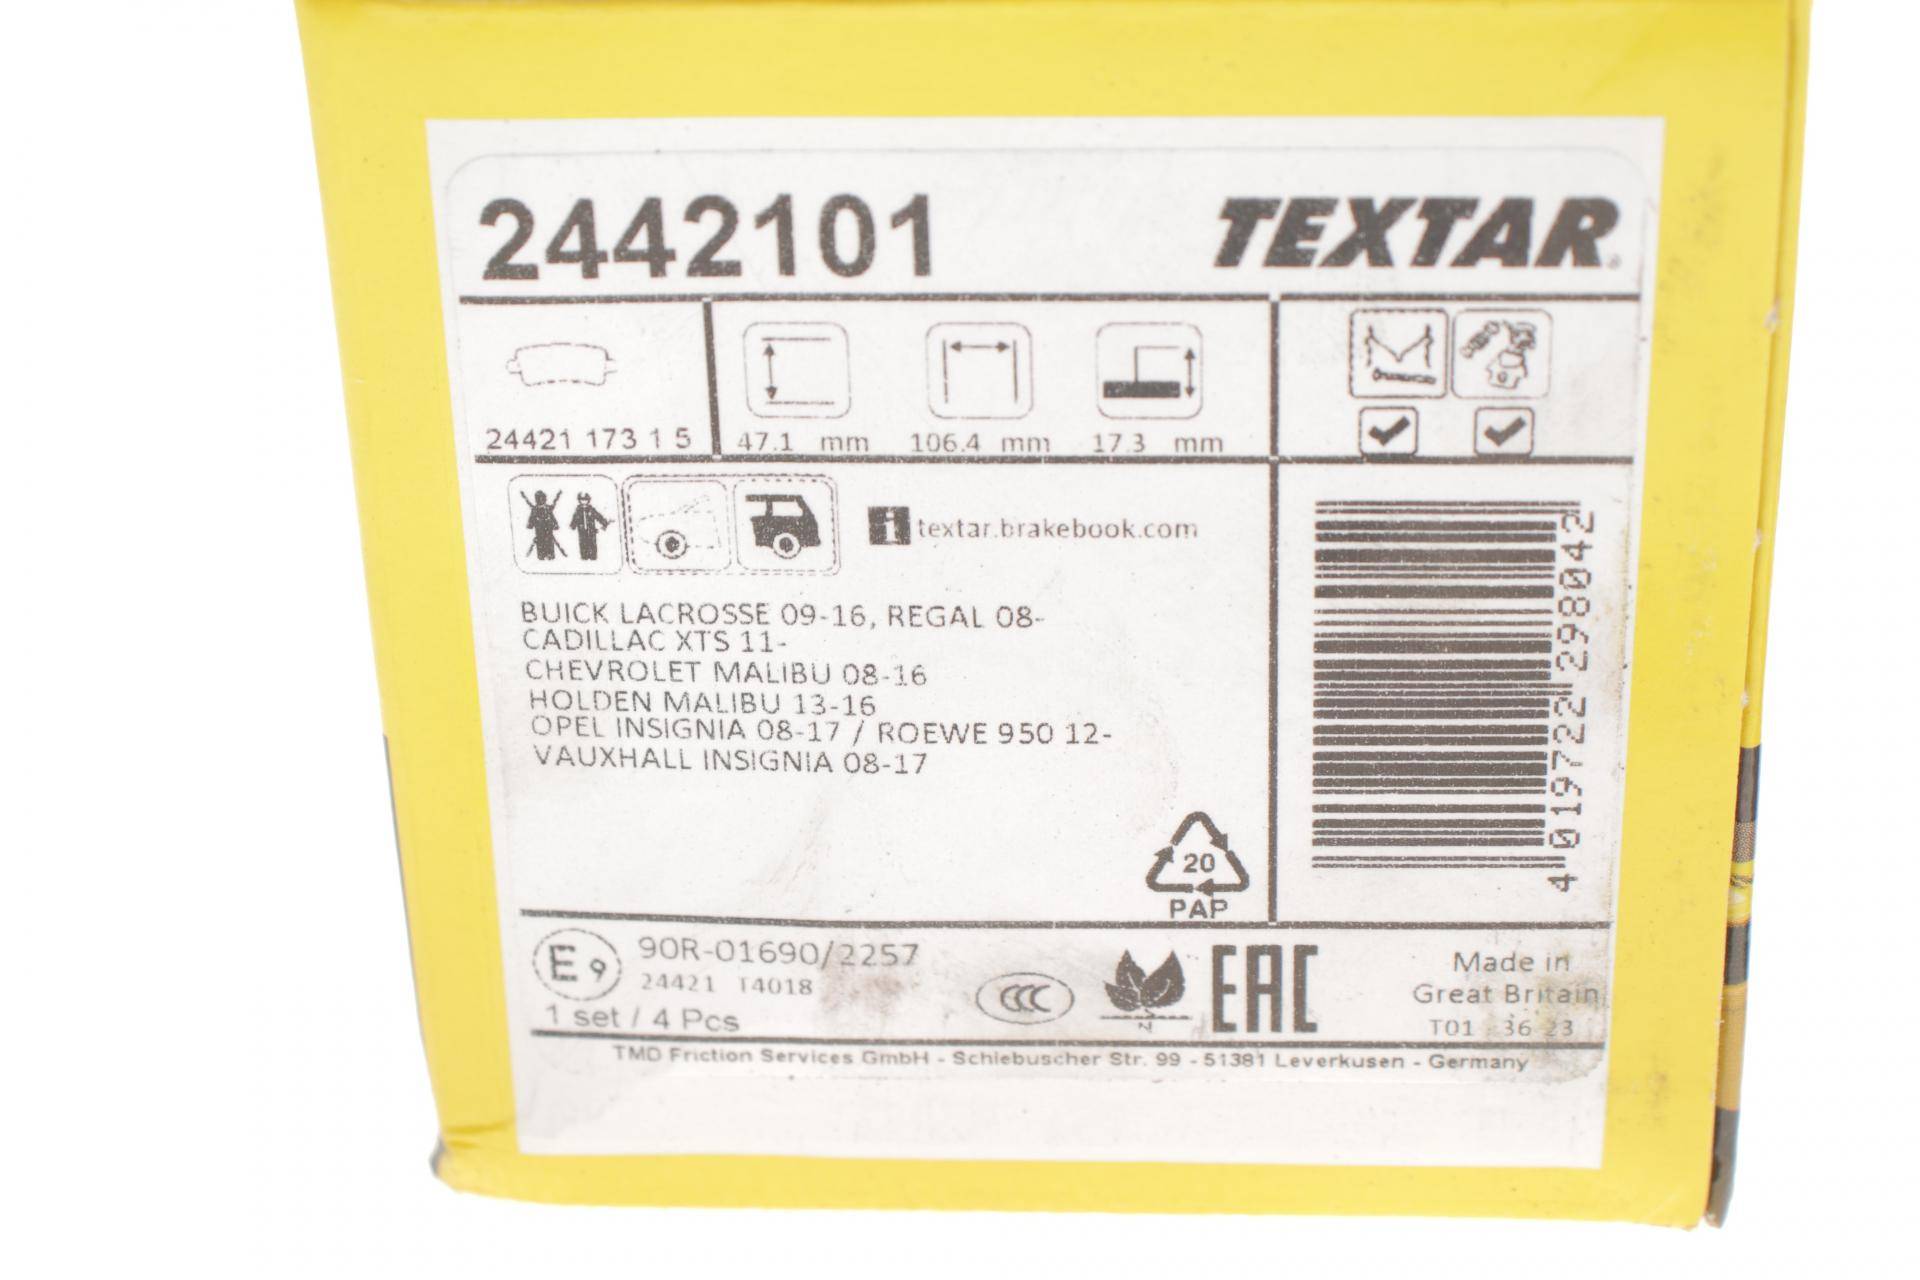 2442101 TEXTAR
24421 173 1 5 47.1 mm 106.4 mm 17.3 mm
i textar.brakebook.com
BUICK LACROSSE 09-16, REGAL 08-
CADILLAC XTS 11-
CHEVROLET MALIBU 08-16
HOLDEN MALIBU 13-16
OPEL INSIGNIA 08-17 / ROEWE 950 12-
VAUXHALL INSIGNIA 08-17
4 019722 298042
20
PAP
E9 90R-01690/2257
24421 T4018
1 set / 4 Pcs
CCC
N
EAC
Made in
Great Britain
T01 36 23
TMD Friction Services GmbH - Schlebuscher Str. 99 - 51381 Leverkusen - Germany